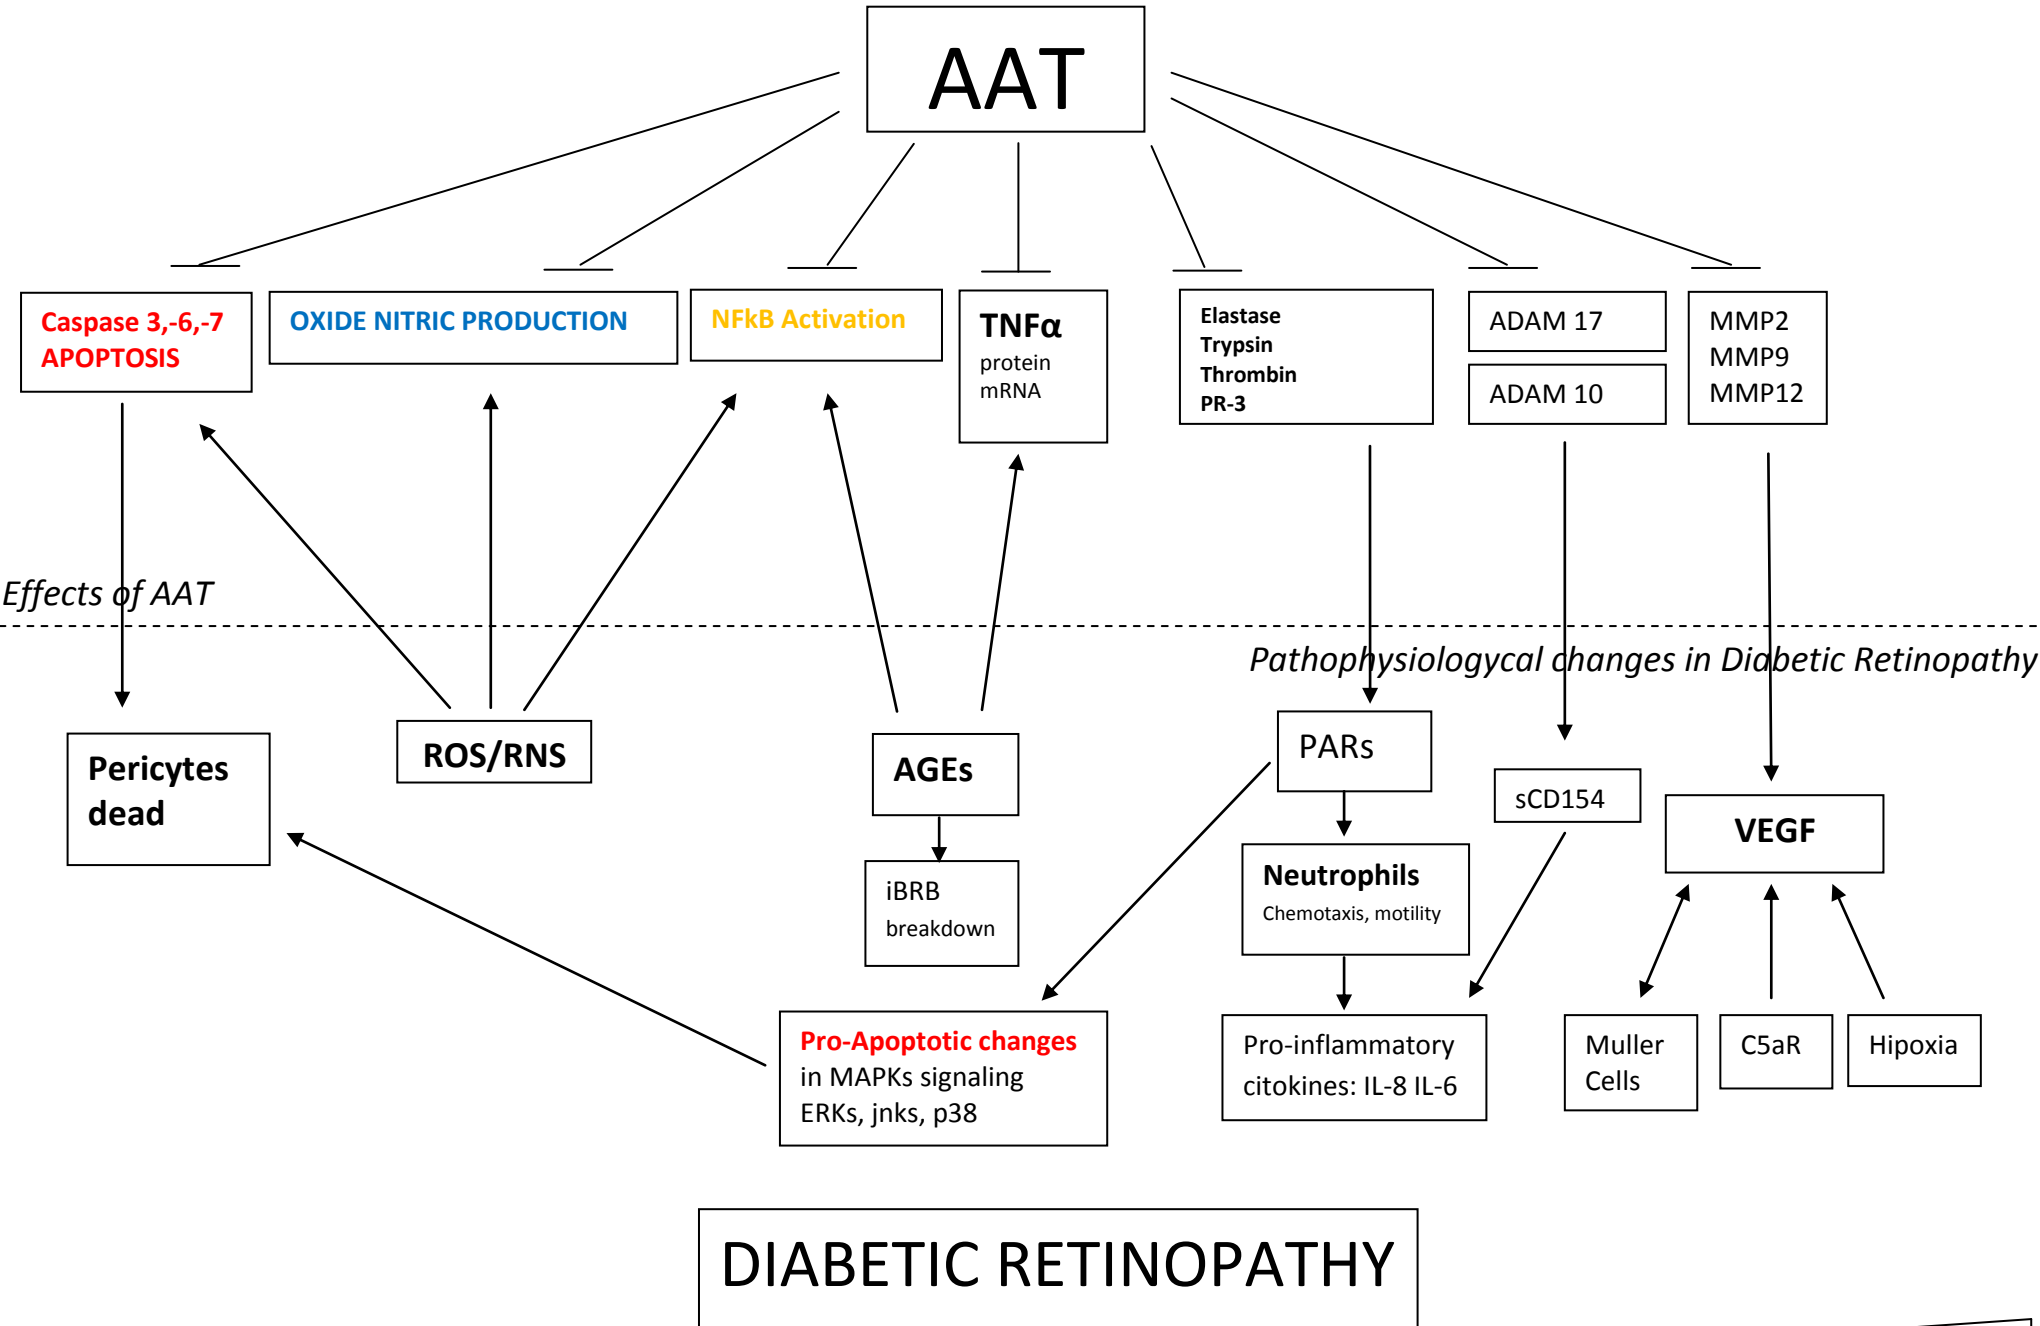 AAT
Caspase 3,-6,-7
APOPTOSIS
OXIDE NITRIC PRODUCTION
NFkB Activation
TNFα
protein
mRNA
Elastase
Trypsin
Thrombin
PR-3
ADAM 17
ADAM 10
MMP2
MMP9
MMP12
Effects of AAT
Pathophysiologycal changes in Diabetic Retinopathy
Pericytes
dead
ROS/RNS
AGEs
iBRB
breakdown
PARs
Neutrophils
Chemotaxis, motility
sCD154
VEGF
Pro-Apoptotic changes
in MAPKs signaling
ERKs, jnks, p38
Pro-inflammatory
citokines: IL-8 IL-6
Muller
Cells
C5aR
Hipoxia
DIABETIC RETINOPATHY